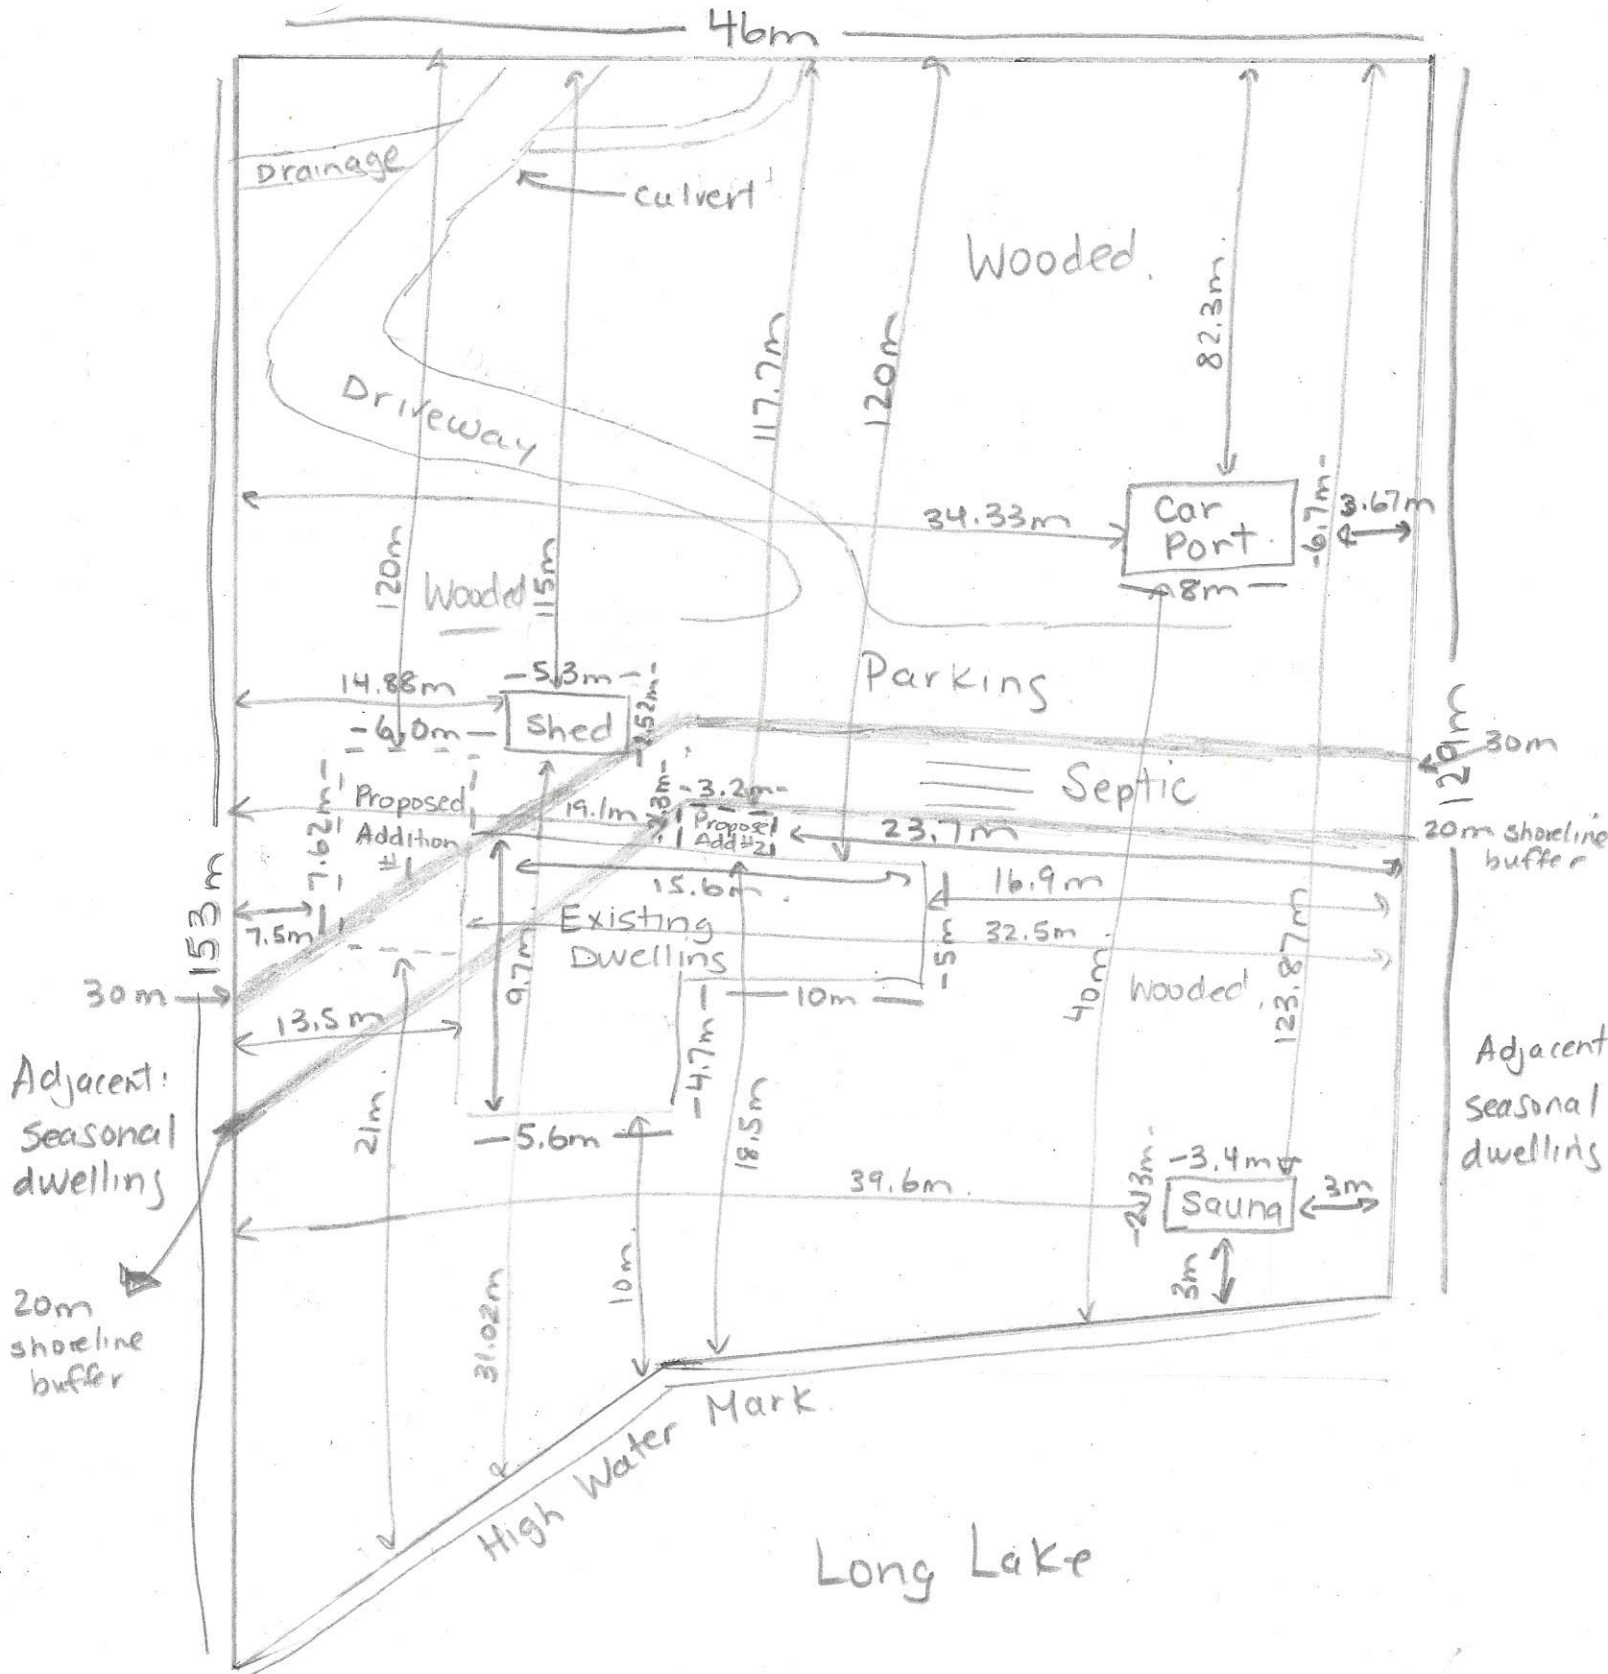 46m
Drainage
Culvert
Wooded.
82.3m
117.7m
120m
Driveway
34.33m
Car
Port
-6.7m-
3.67m
8m
120m
Wooded
115m
Parking
14.88m
-5.3m-
-6.0m-
Shed
-2.52m-
129m
30m
Septic
Proposed
Addition
#1
7.62m
19.1m
-3.2m-
Proposed
Add#2
23.7m
20m shoreline
buffer
15.6m
16.9m
7.5m
Existing
Dwelling
32.5m
-5m-
153m
30m
9.7m
10m
40m
Wooded.
123.87m
13.5m
-4.7m-
Adjacent:
seasonal
dwelling
Adjacent
seasonal
dwelling
21m
-5.6m-
18.5m
-3.4m-
39.6m
Sauna
3m
3m
20m
shoreline
buffer
31.02m
10m
High Water Mark
Long Lake